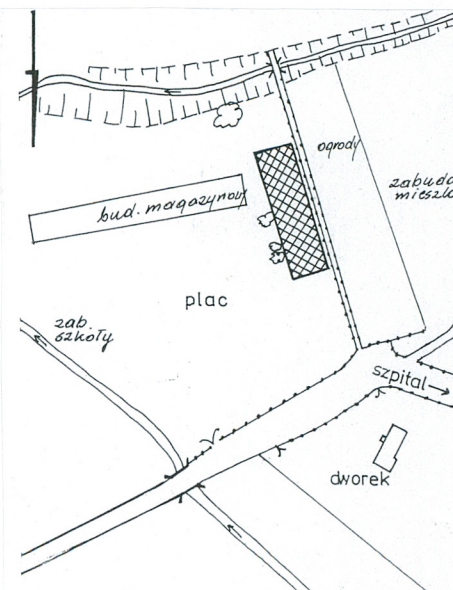 ogrody
zabudo
mieszk
bud. magazynowy
plac
zab.
szkoły
szpital
dworek